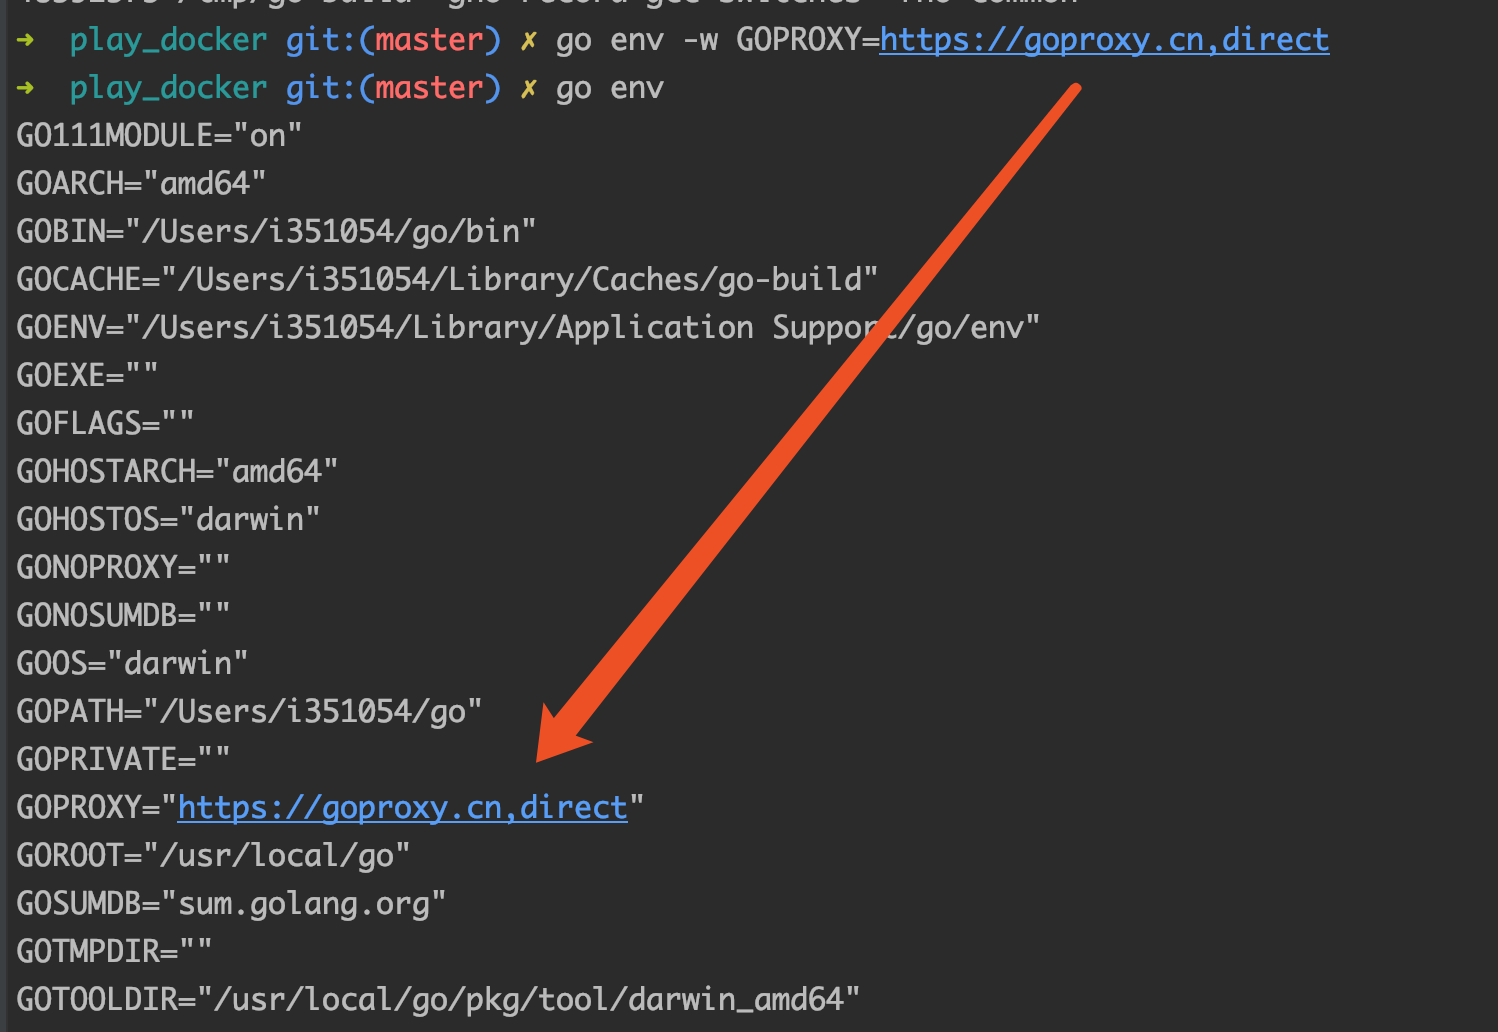 ➜ play_docker git:(master) ✗ go env -w GOPROXY=https://goproxy.cn,direct
➜ play_docker git:(master) ✗ go env
GO111MODULE="on"
GOARCH="amd64"
GOBIN="/Users/i351054/go/bin"
GOCACHE="/Users/i351054/Library/Caches/go-build"
GOENV="/Users/i351054/Library/Application Support/go/env"
GOEXE=""
GOFLAGS=""
GOHOSTARCH="amd64"
GOHOSTOS="darwin"
GONOPROXY=""
GONOSUMDB=""
GOOS="darwin"
GOPATH="/Users/i351054/go"
GOPRIVATE=""
GOPROXY="https://goproxy.cn,direct"
GOROOT="/usr/local/go"
GOSUMDB="sum.golang.org"
GOTMPDIR=""
GOTOOLDIR="/usr/local/go/pkg/tool/darwin_amd64"